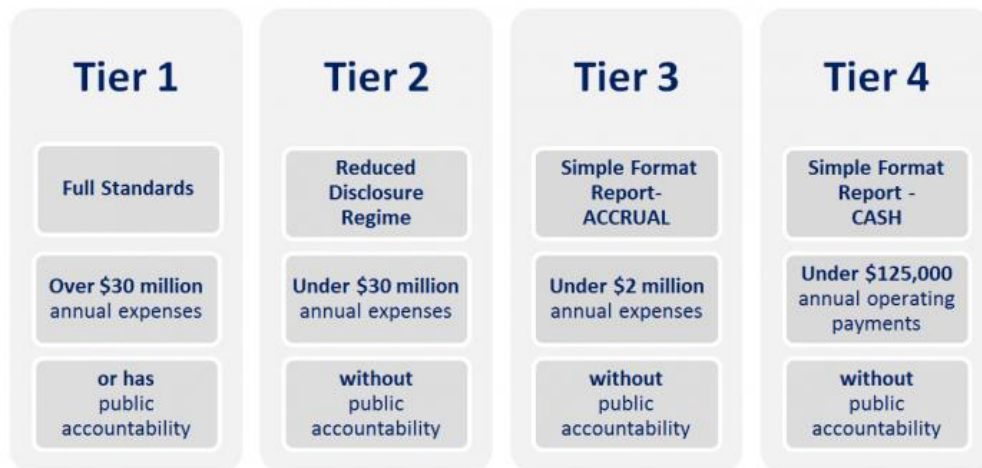 Tier 1
Full Standards
Over $30 million
annual expenses
or has
public
accountability
Tier 2
Reduced
Disclosure
Regime
Under $30 million
annual expenses
without
public
accountability
Tier 3
Simple Format
Report-
ACCRUAL
Under $2 million
annual expenses
without
public
accountability
Tier 4
Simple Format
Report -
CASH
Under $125,000
annual operating
payments
without
public
accountability